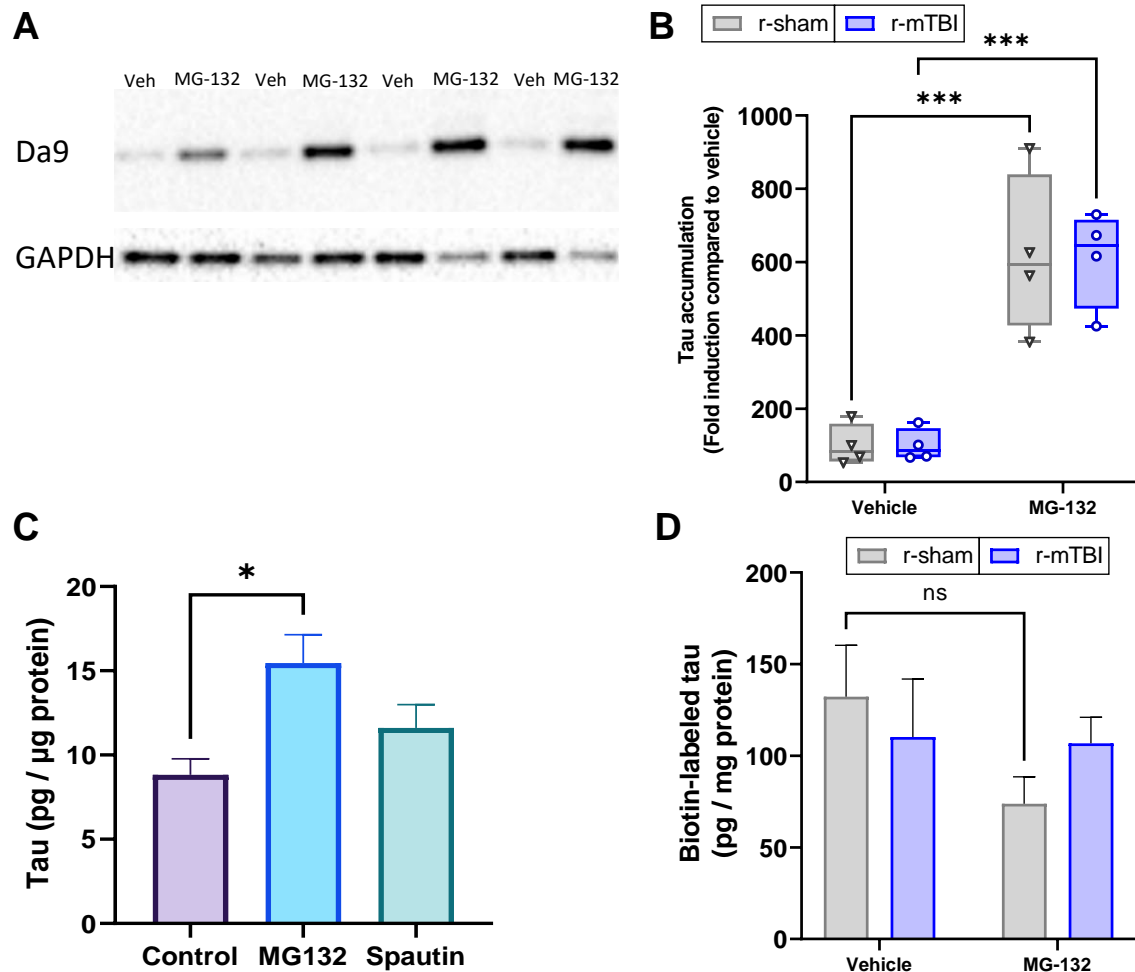 A
Veh MG-132 Veh MG-132 Veh MG-132 Veh MG-132
Da9
GAPDH
B
r-sham r-mTBI
***
***
Tau accumulation
(Fold induction compared to vehicle)
1000
800
600
400
200
0
Vehicle MG-132
C
*
Tau (pg / µg protein)
20
15
10
5
0
Control MG132 Spautin
D
r-sham r-mTBI
ns
Biotin-labeled tau
(pg / mg protein)
200
150
100
50
0
Vehicle MG-132